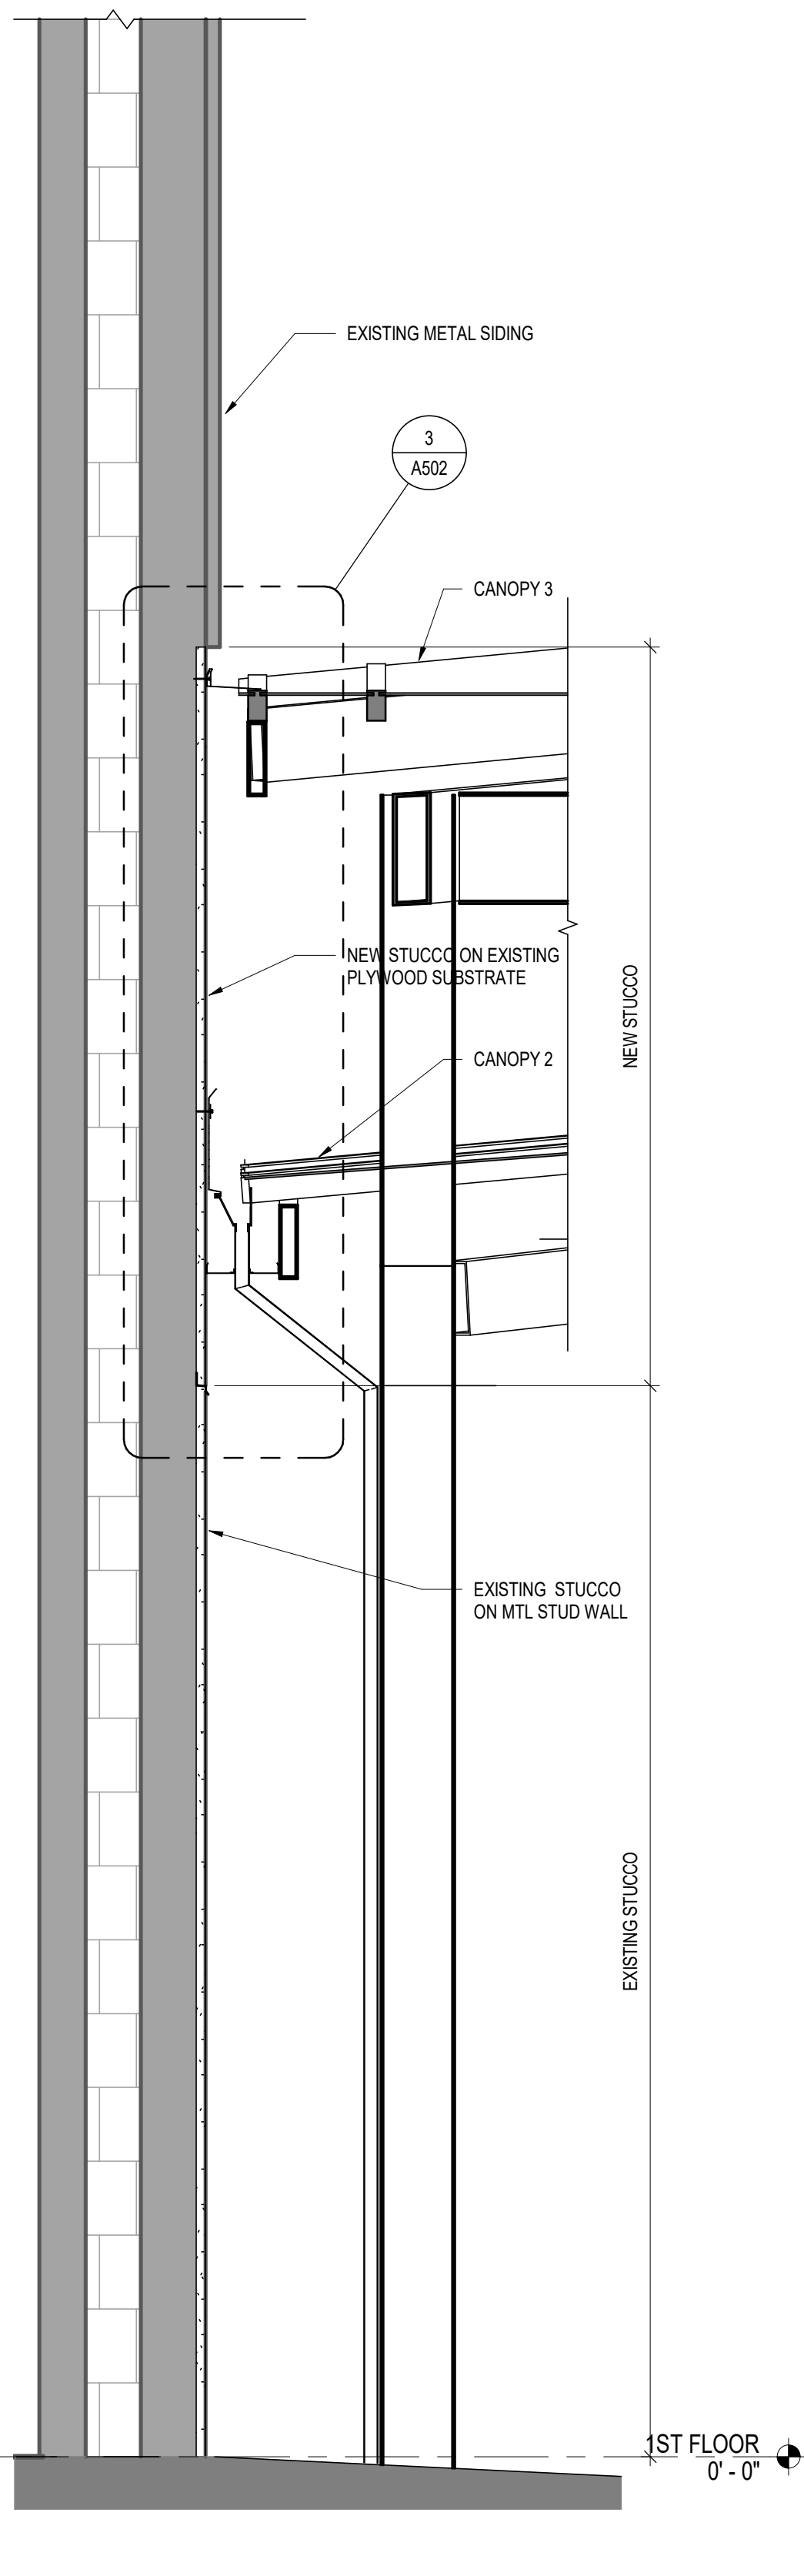 EXISTING METAL SIDING
3
A502
CANOPY 3
NEW STUCCO ON EXISTING
PLYWOOD SUBSTRATE
NEW STUCCO
CANOPY 2
EXISTING STUCCO
ON MTL STUD WALL
EXISTING STUCCO
1ST FLOOR
0' - 0"